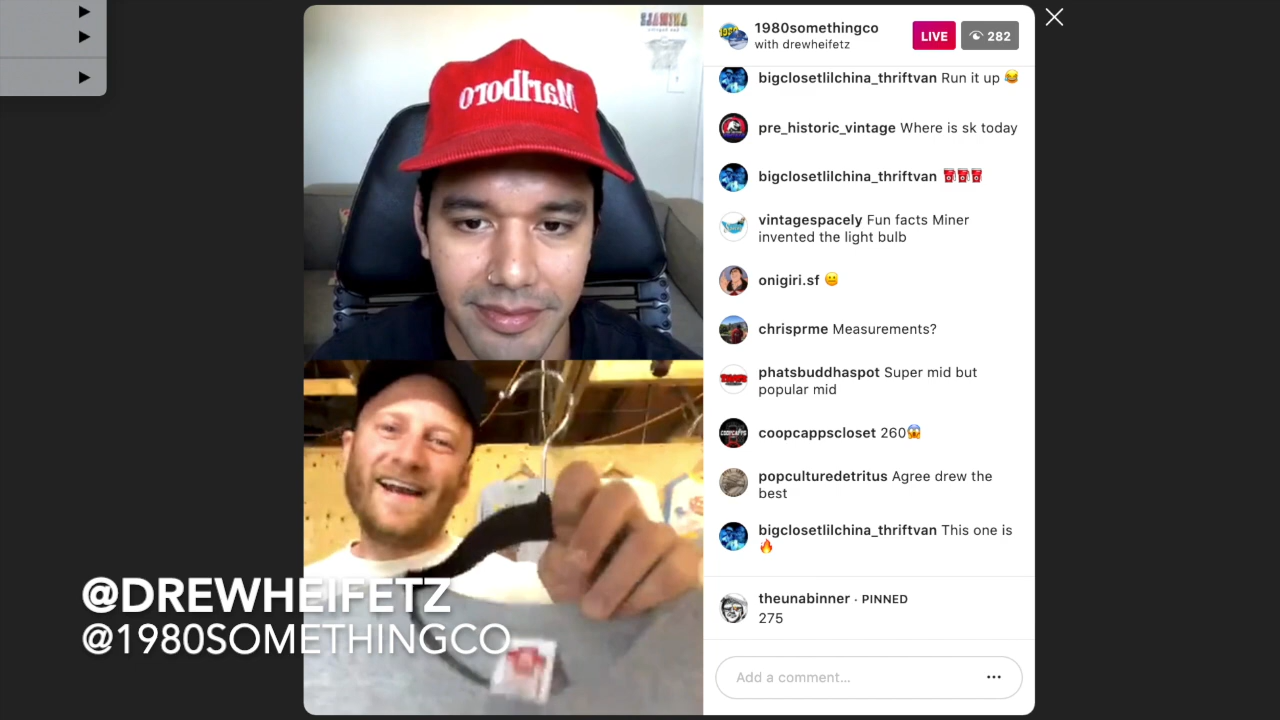 Marlboro
1980somethingco
with drewheifetz
LIVE
282
bigclosetlilchina_thriftvan Run it up 😂
pre_historic_vintage Where is sk today
bigclosetlilchina_thriftvan
vintagespacely Fun facts Miner
invented the light bulb
onigiri.sf
chrisprme Measurements?
phatsbuddhaspot Super mid but
popular mid
coopcappscloset 260😱
popculturedetritus Agree drew the
best
bigclosetlilchina_thriftvan This one is
🔥
theunabinner · PINNED
275
Add a comment...
@DREWHEIFETZ
@1980SOMETHINGCO